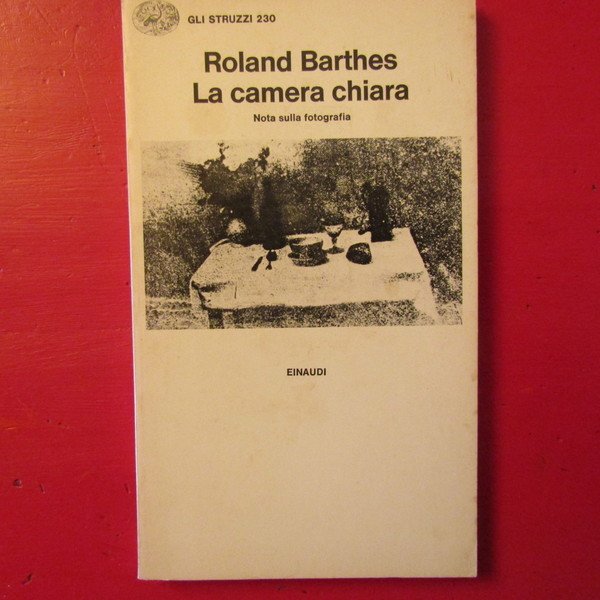 GLI STRUZZI 230
Roland Barthes
La camera chiara
Nota sulla fotografia
EINAUDI